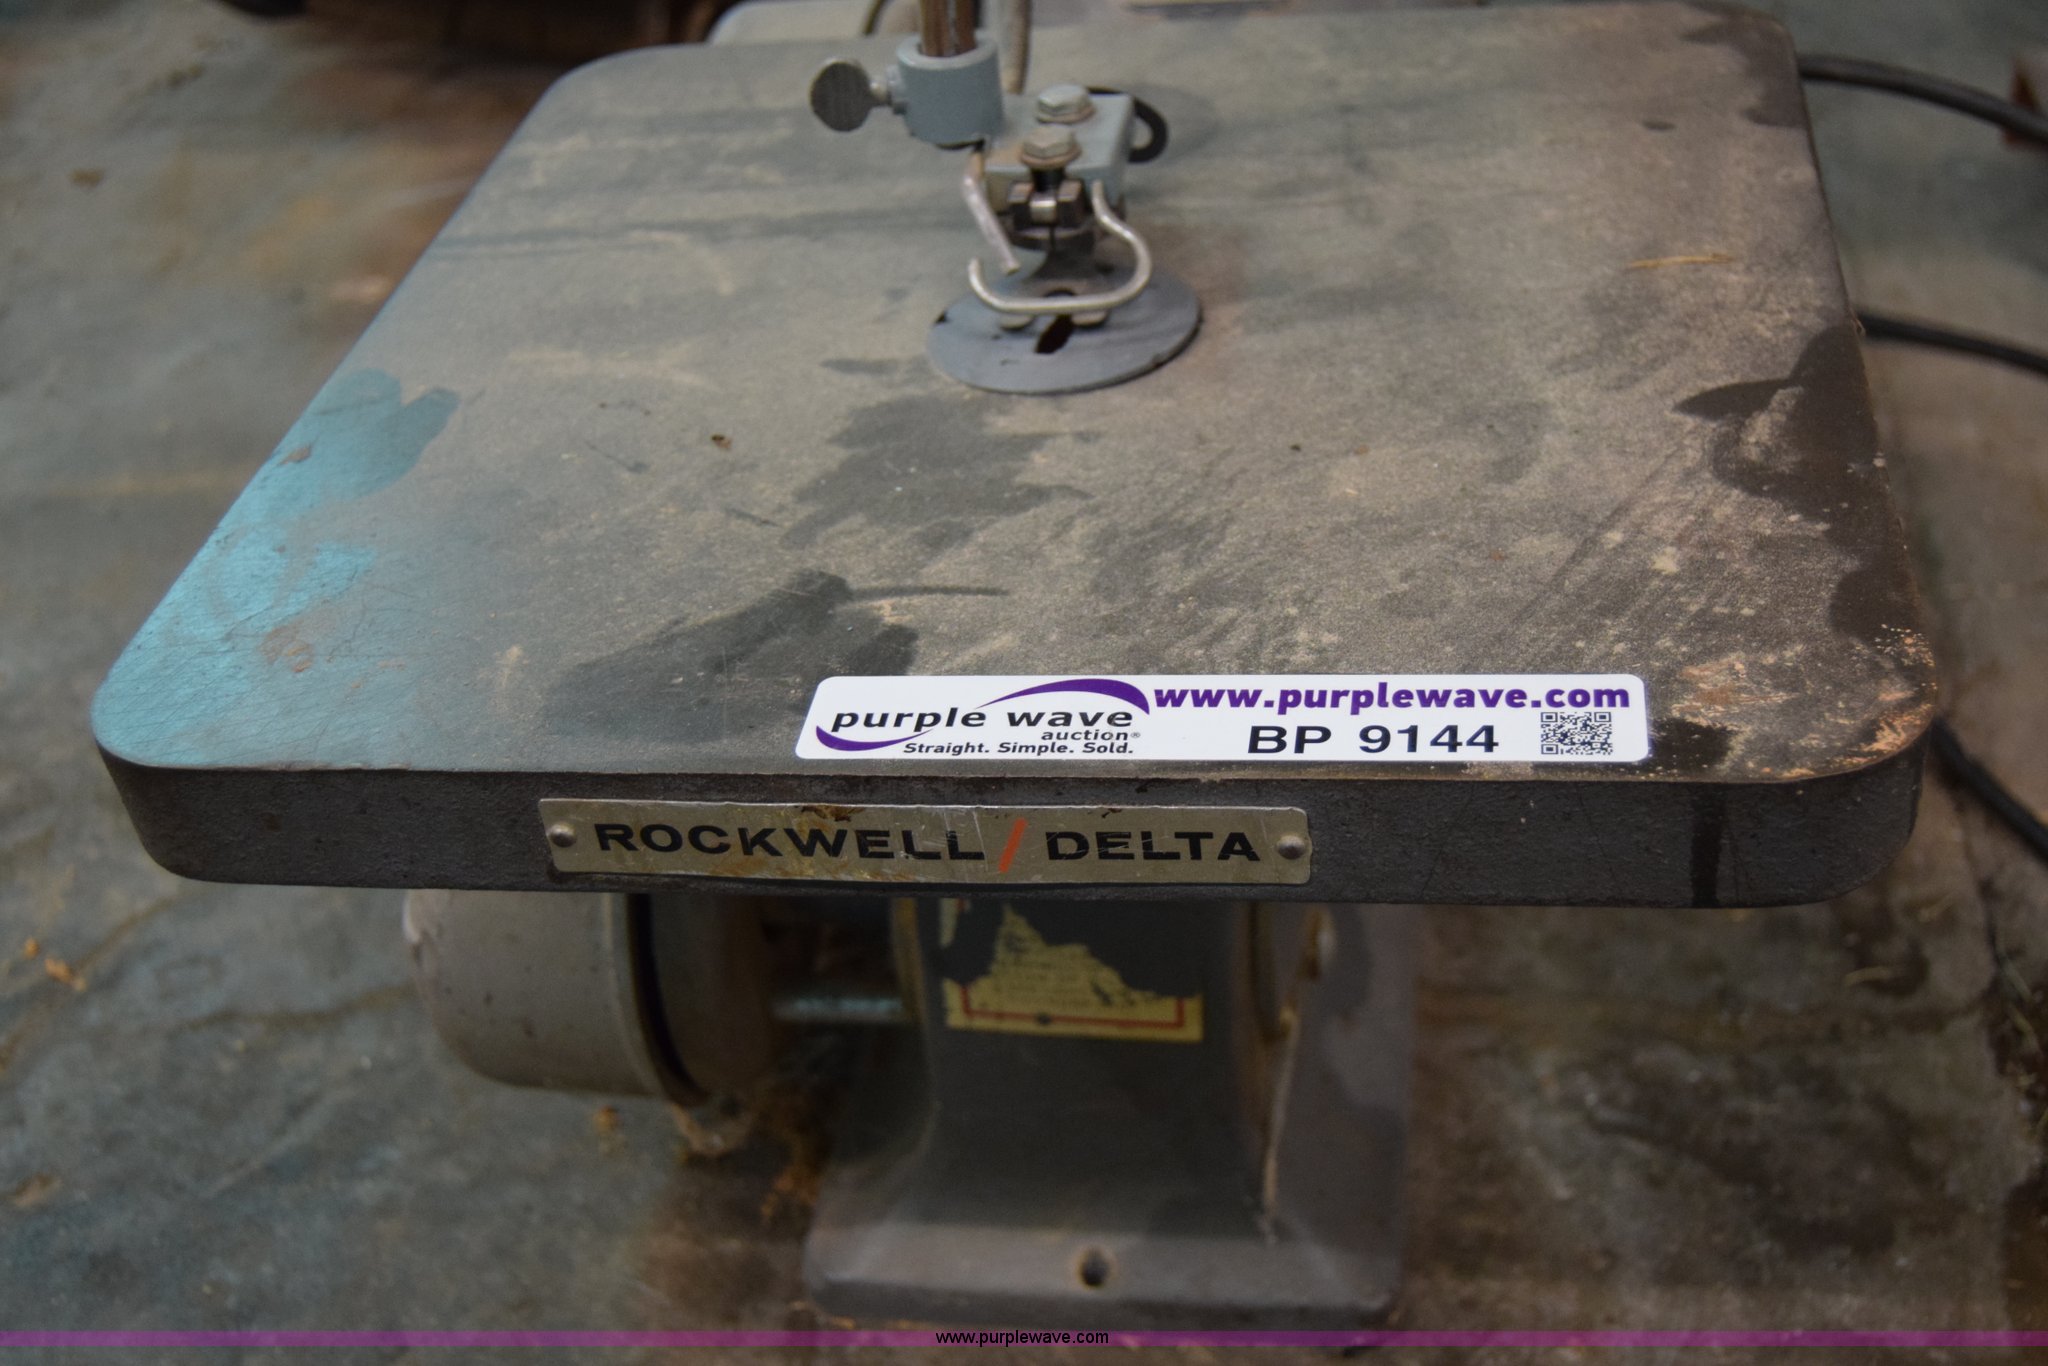 www.purplewave.com
purple wave
auction®
Straight. Simple. Sold.
BP 9144
ROCKWELL/DELTA
www.purplewave.com